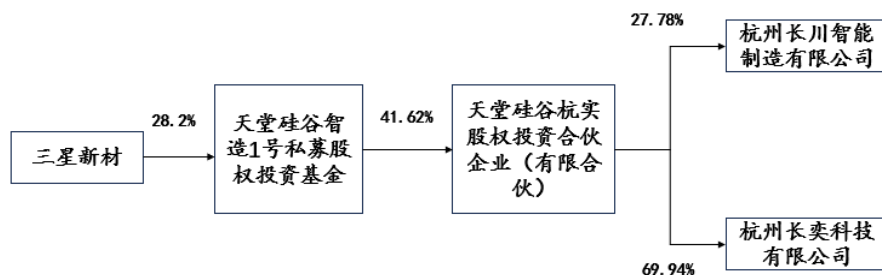 27.78%
杭州长川智能
制造有限公司
三星新材
28.2%
天堂硅谷智
造1号私募股
权投资基金
41.62%
天堂硅谷杭实
股权投资合伙
企业（有限合
伙）
杭州长奕科技
有限公司
69.94%